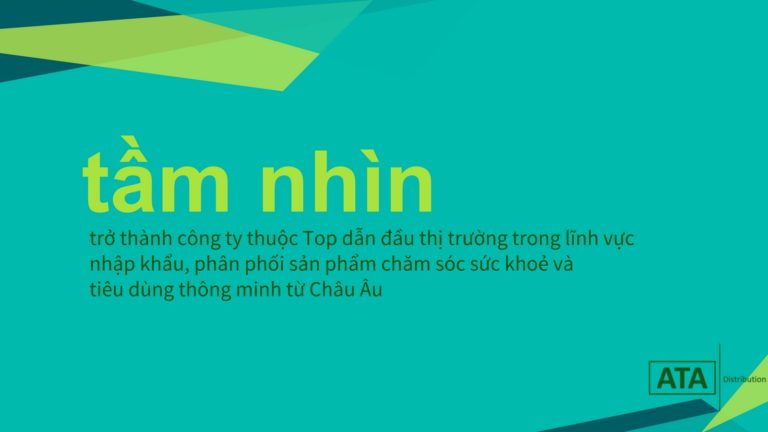 tầm nhìn
trở thành công ty thuộc Top dẫn đầu thị trường trong lĩnh vực
nhập khẩu, phân phối sản phẩm chăm sóc sức khoẻ và
tiêu dùng thông minh từ Châu Âu
ATA Distribution